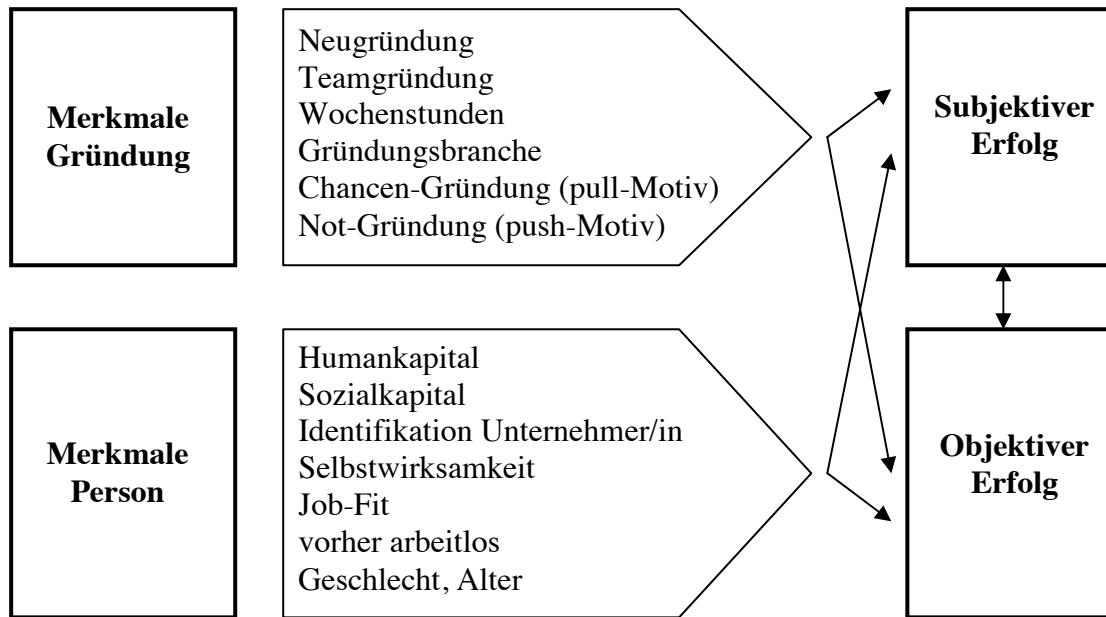 Merkmale
Gründung
Neugründung
Teamgründung
Wochenstunden
Gründungsbranche
Chancen-Gründung (pull-Motiv)
Not-Gründung (push-Motiv)
Subjektiver
Erfolg
Merkmale
Person
Humankapital
Sozialkapital
Identifikation Unternehmer/in
Selbstwirksamkeit
Job-Fit
vorher arbeitlos
Geschlecht, Alter
Objektiver
Erfolg